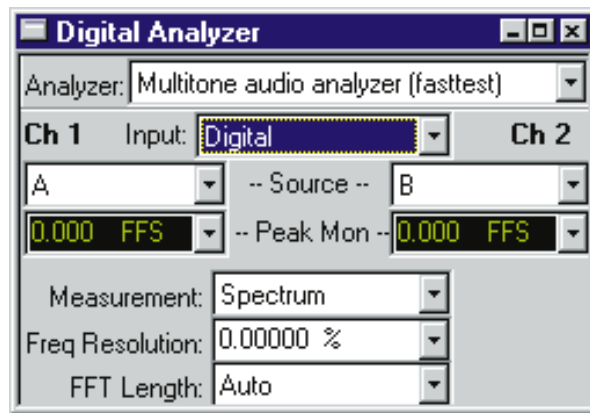 Digital Analyzer
Analyzer: Multitone audio analyzer (fasttest)
Ch 1 Input: Digital Ch 2
A -- Source -- B
0.000 FFS -- Peak Mon -- 0.000 FFS
Measurement: Spectrum
Freq Resolution: 0.00000 %
FFT Length: Auto